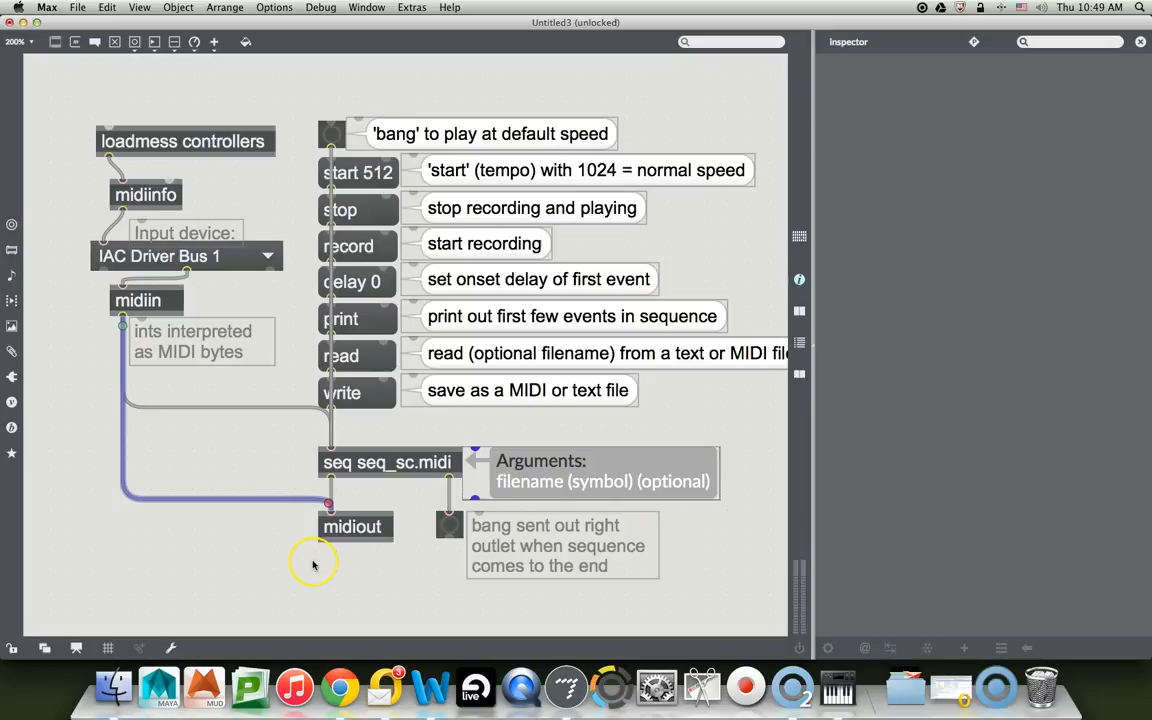 Max File Edit View Object Arrange Options Debug Window Extras Help
Thu 10:49 AM
Untitled3 (unlocked)
200%
Inspector
loadmess controllers
midiinfo
Input device:
IAC Driver Bus 1
midiin
ints interpreted
as MIDI bytes
'bang' to play at default speed
start 512
'start' (tempo) with 1024 = normal speed
stop
stop recording and playing
record
start recording
delay 0
set onset delay of first event
print
print out first few events in sequence
read
read (optional filename) from a text or MIDI file
write
save as a MIDI or text file
seq seq_sc.midi
Arguments:
filename (symbol) (optional)
midiout
bang sent out right
outlet when sequence
comes to the end
MAYA
MUD
live
3
2